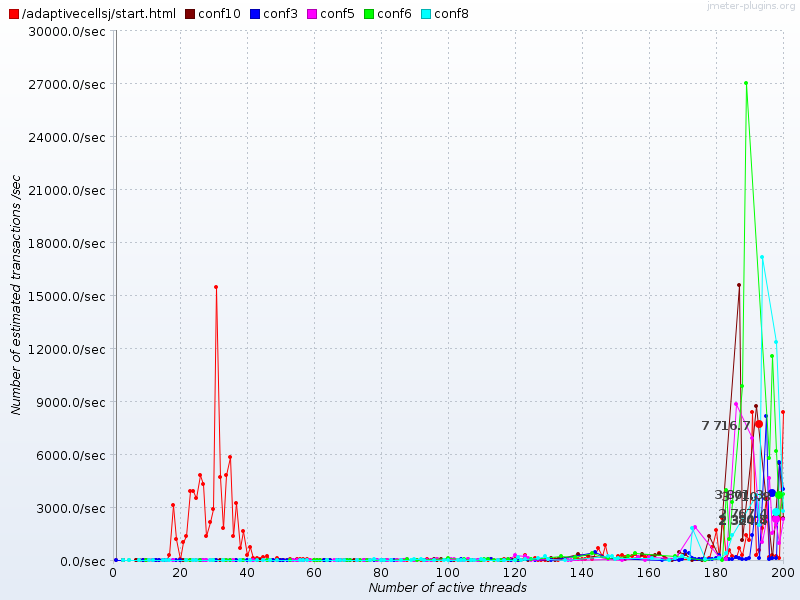 jmeter-plugins.org
/adaptivecellsj/start.html conf10 conf3 conf5 conf6 conf8
30000.0/sec
27000.0/sec
24000.0/sec
21000.0/sec
18000.0/sec
15000.0/sec
12000.0/sec
9000.0/sec
6000.0/sec
3000.0/sec
0.0/sec
Number of estimated transactions /sec
7 716.7
0 20 40 60 80 100 120 140 160 180 200
Number of active threads